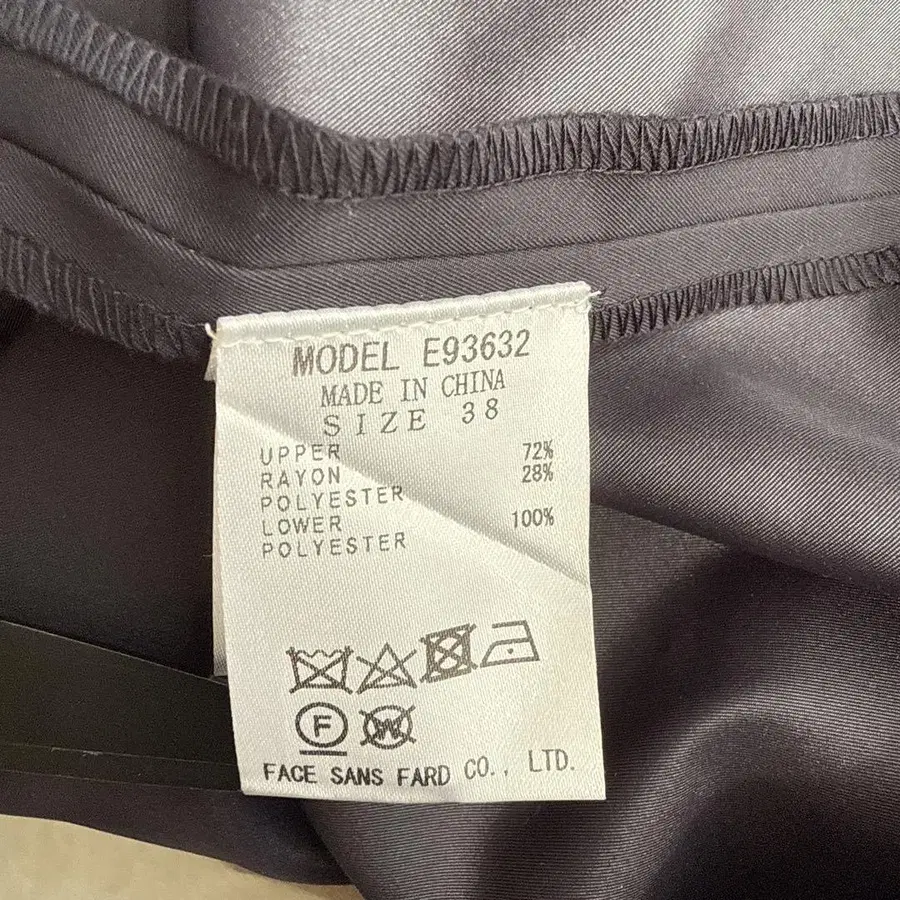 MODEL E93632
MADE IN CHINA
SIZE 38
UPPER 72%
RAYON 28%
POLYESTER
LOWER 100%
POLYESTER
F W
FACE SANS FARD CO., LTD.